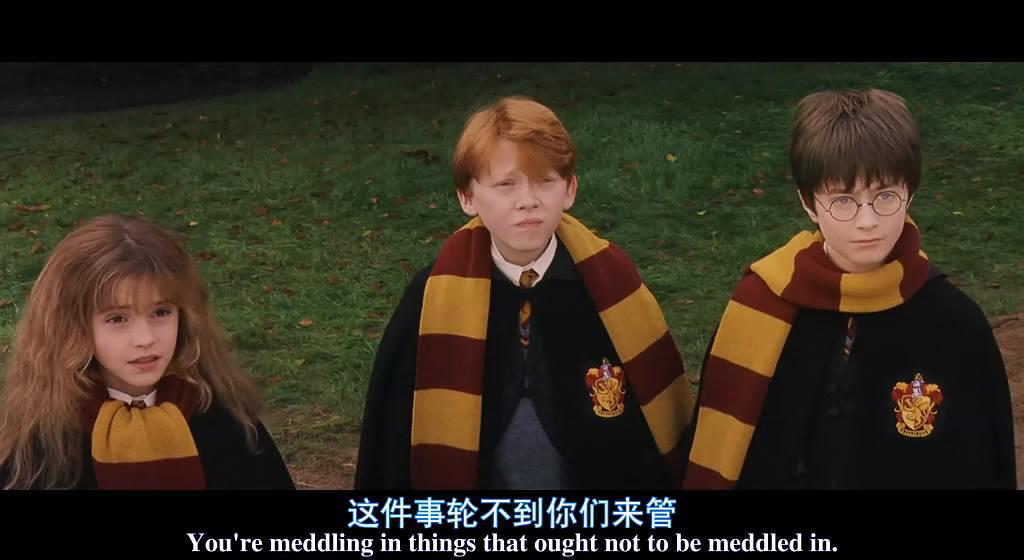 这件事轮不到你们来管
You're meddling in things that ought not to be meddled in.